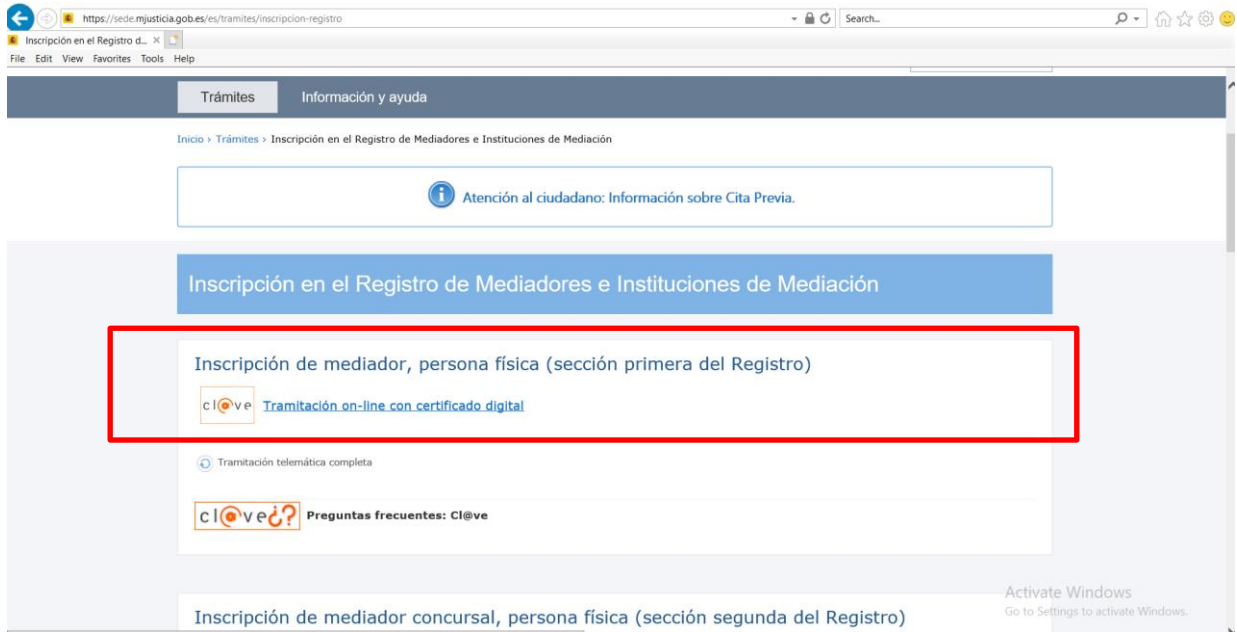 https://sede.mjusticia.gob.es/es/tramites/inscripcion-registro
Search...
Inscripción en el Registro d...
File Edit View Favorites Tools Help
Trámites Información y ayuda
Inicio › Trámites › Inscripción en el Registro de Mediadores e Instituciones de Mediación
i Atención al ciudadano: Información sobre Cita Previa.
Inscripción en el Registro de Mediadores e Instituciones de Mediación
Inscripción de mediador, persona física (sección primera del Registro)
cl@ve Tramitación on-line con certificado digital
Tramitación telemática completa
cl@ve¿? Preguntas frecuentes: Cl@ve
Activate Windows
Go to Settings to activate Windows.
Inscripción de mediador concursal, persona física (sección segunda del Registro)